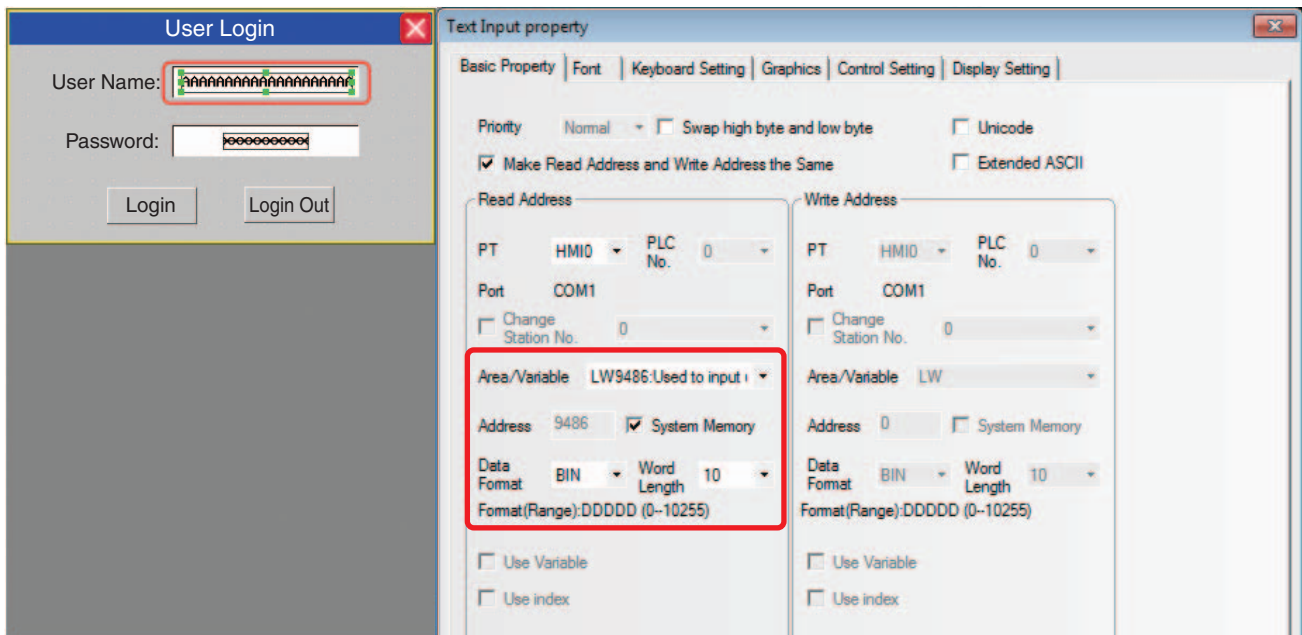 User Login
User Name: AAAAAAAAAAAAAAAAAAAA
Password:
Login Login Out
Text Input property
Basic Property Font Keyboard Setting Graphics Control Setting Display Setting
Priority Normal Swap high byte and low byte Unicode
Make Read Address and Write Address the Same Extended ASCII
Read Address Write Address
PT HMI0 PLC No. 0 PT HMI0 PLC No. 0
Port COM1 Port COM1
Change Station No. 0 Change Station No. 0
Area/Variable LW9486:Used to input Area/Variable LW
Address 9486 System Memory Address 0 System Memory
Data Format BIN Word Length 10 Data Format BIN Word Length 10
Format(Range):DDDDD (0--10255) Format(Range):DDDDD (0--10255)
Use Variable Use Variable
Use index Use index